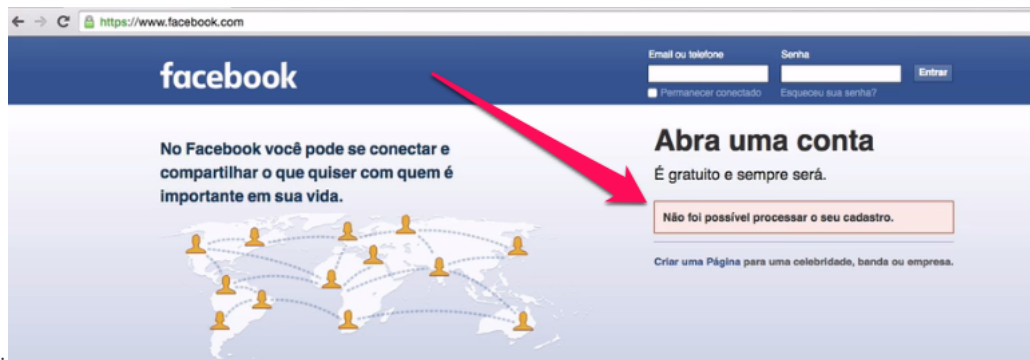 https://www.facebook.com
facebook
Email ou telefone
Senha
Entrar
Permanecer conectado
Esqueceu sua senha?
No Facebook você pode se conectar e
compartilhar o que quiser com quem é
importante em sua vida.
Abra uma conta
É gratuito e sempre será.
Não foi possível processar o seu cadastro.
Criar uma Página para uma celebridade, banda ou empresa.